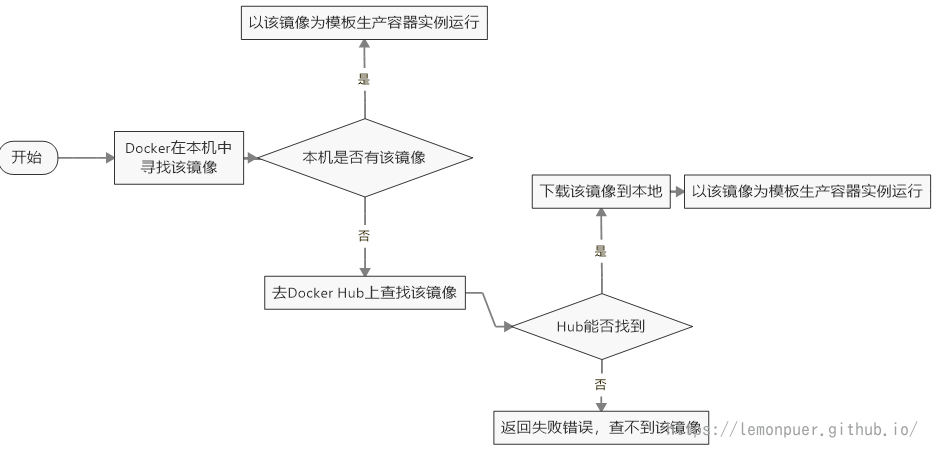 以该镜像为模板生产容器实例运行
是
开始
Docker在本机中
寻找该镜像
本机是否有该镜像
否
下载该镜像到本地
以该镜像为模板生产容器实例运行
是
去Docker Hub上查找该镜像
Hub能否找到
否
返回失败错误，查不到该镜像
https://lemonpuer.github.io/